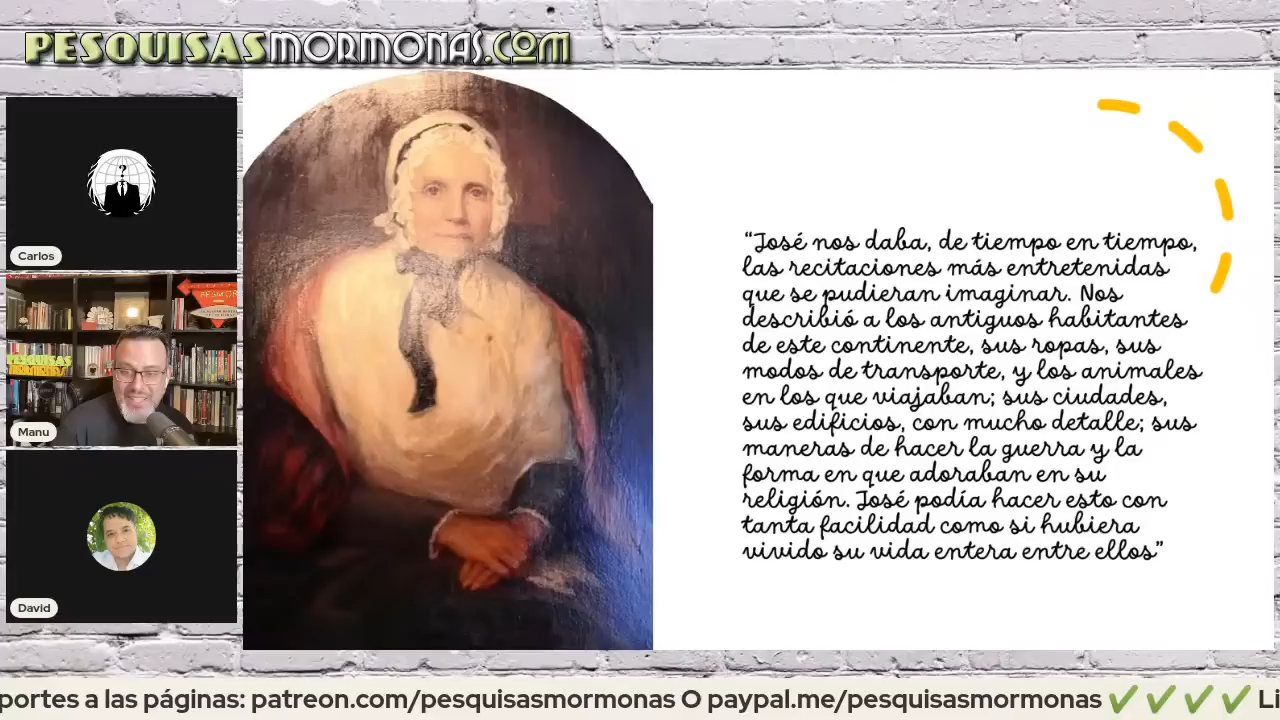 PESQUISASMORMONAS.COM
Carlos
PESMOR
PESQUISAS
Manu
David
“José nos daba, de tiempo en tiempo,
las recitaciones más entretenidas
que se pudieran imaginar. Nos
describió a los antiguos habitantes
de este continente, sus ropas, sus
modos de transporte, y los animales
en los que viajaban; sus ciudades,
sus edificios, con mucho detalle; sus
maneras de hacer la guerra y la
forma en que adoraban en su
religión. José podía hacer esto con
tanta facilidad como si hubiera
vivido su vida entera entre ellos”
portes a las páginas: patreon.com/pesquisasmormonas O paypal.me/pesquisasmormonas ✔✔✔✔ LI